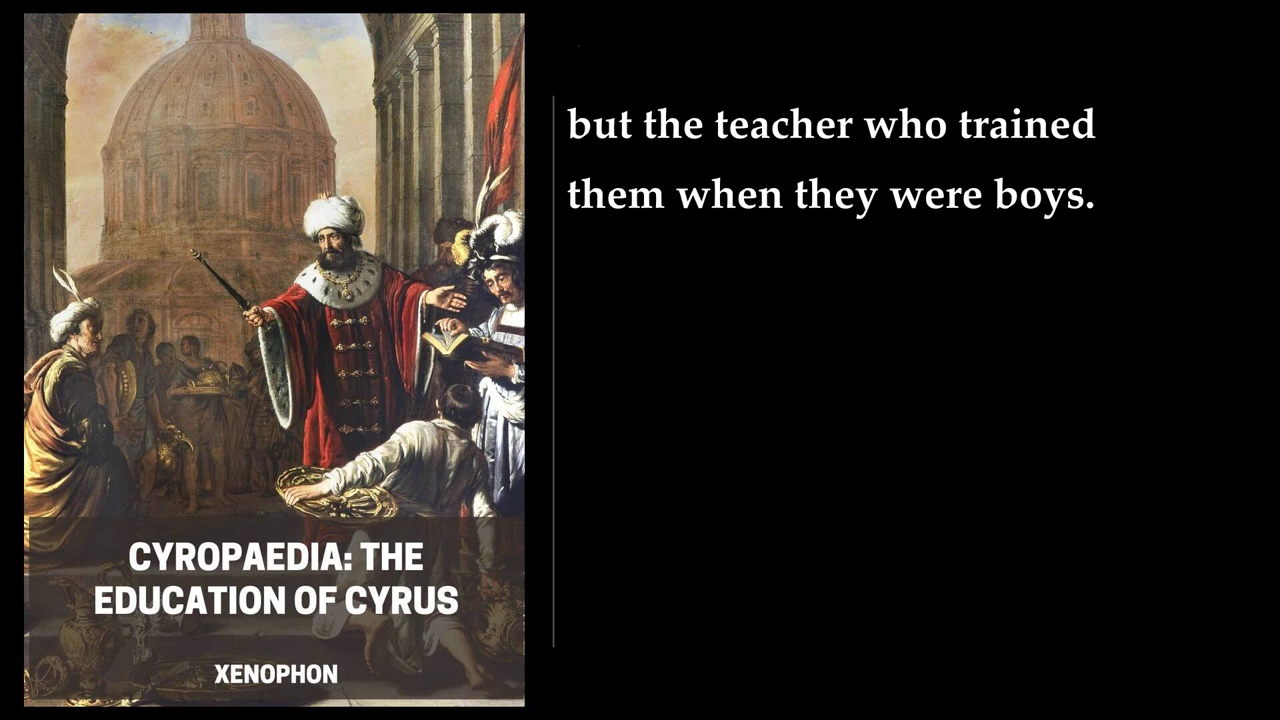 but the teacher who trained
them when they were boys.
CYROPAEDIA: THE
EDUCATION OF CYRUS
XENOPHON